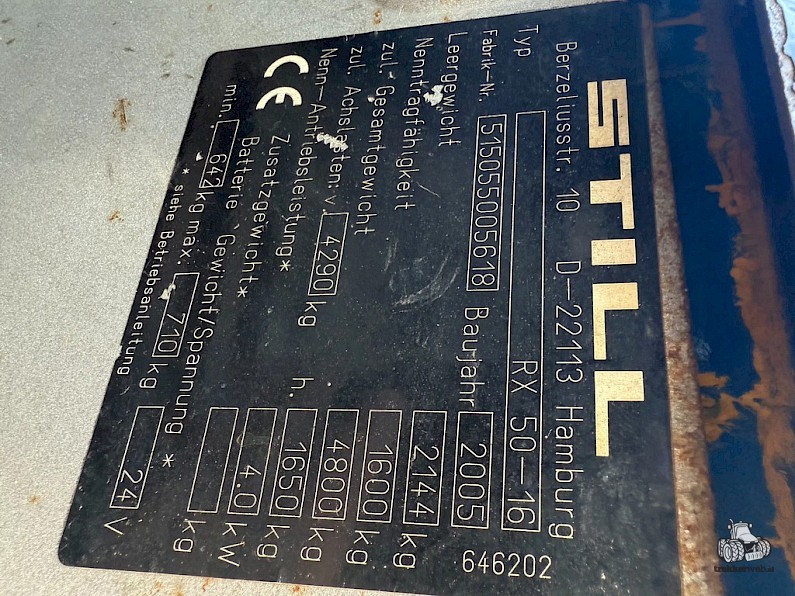 STILL
Berzeliusstr. 10 D-22113 Hamburg
Typ RX 50-16
Fabrik-Nr. 515055005618 Baujahr 2005
Leergewicht 2144 kg
Nenntragfähigkeit 1600 kg
zul. Gesamtgewicht 4800 kg
zul. Achslasten: v 4290 kg h. 1650 kg
Nenn-Antriebsleistung* 4.0 kW
Zusatzgewicht* kg
Batterie Gewicht/Spannung *
min. 642 kg max. 710 kg 24 V
* siehe Betriebsanleitung
CE
646202